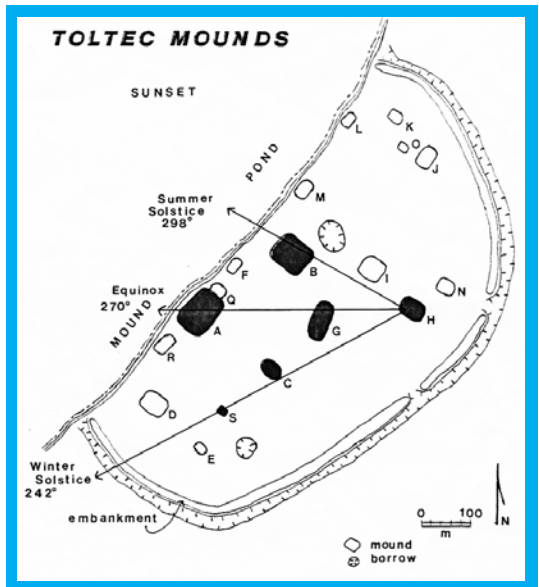 TOLTEC MOUNDS
SUNSET
L
K
J
POND
M
Summer
Solstice
298°
B
F
I
Equinox
270°
Q
N
MOUND
A
G
H
R
C
D
S
E
Winter
Solstice
242°
embankment
0 100
m
N
mound
borrow